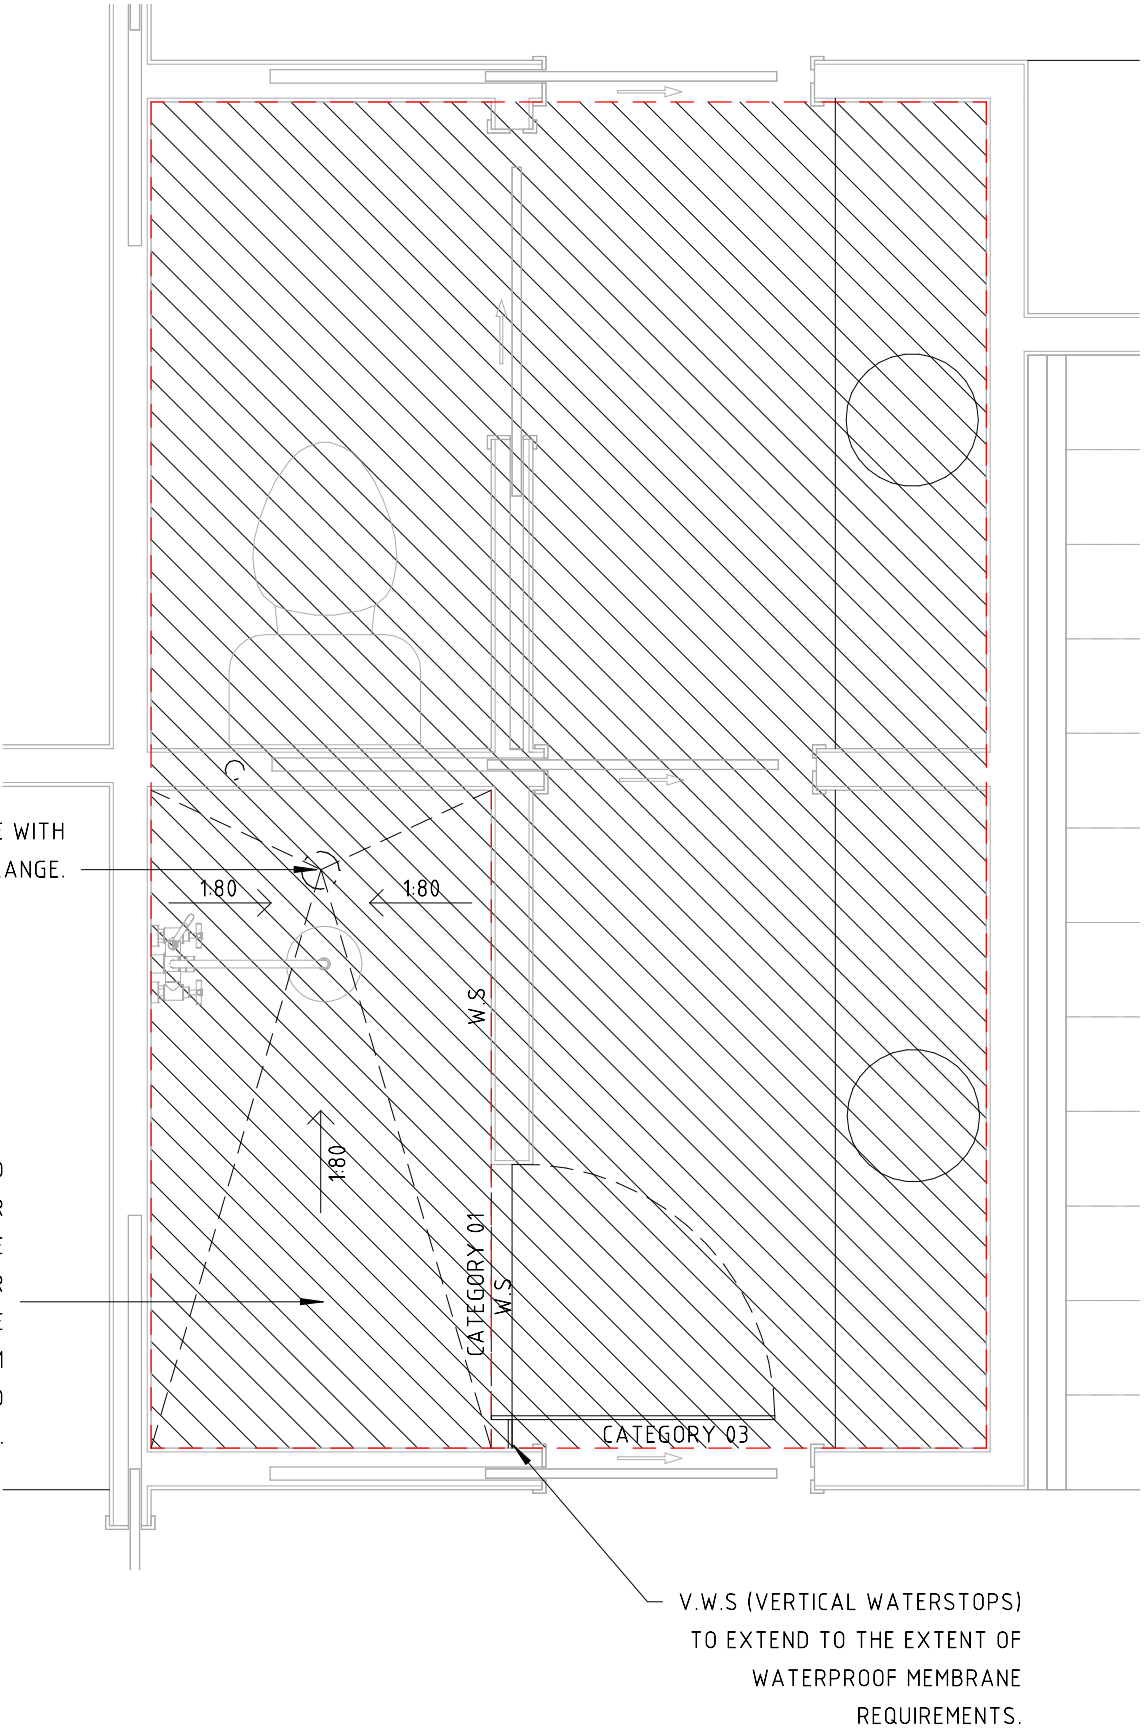 WITH
1:80
1:80
W.S
1:80
CATEGORY 01
W.S
CATEGORY 03
V.W.S (VERTICAL WATERSTOPS)
TO EXTEND TO THE EXTENT OF
WATERPROOF MEMBRANE
REQUIREMENTS.